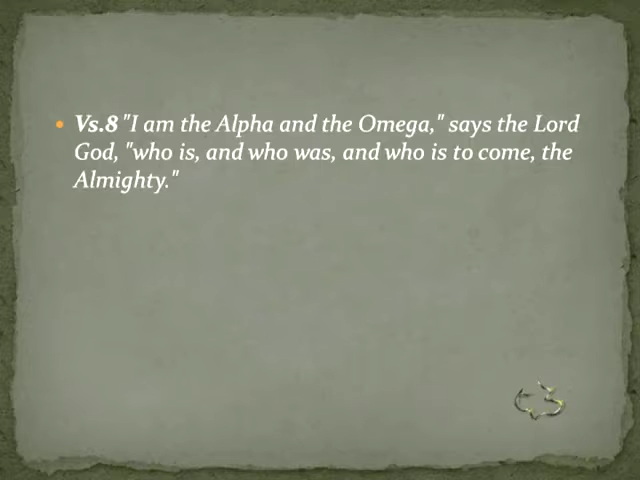 • Vs.8 "I am the Alpha and the Omega," says the Lord
God, "who is, and who was, and who is to come, the
Almighty."